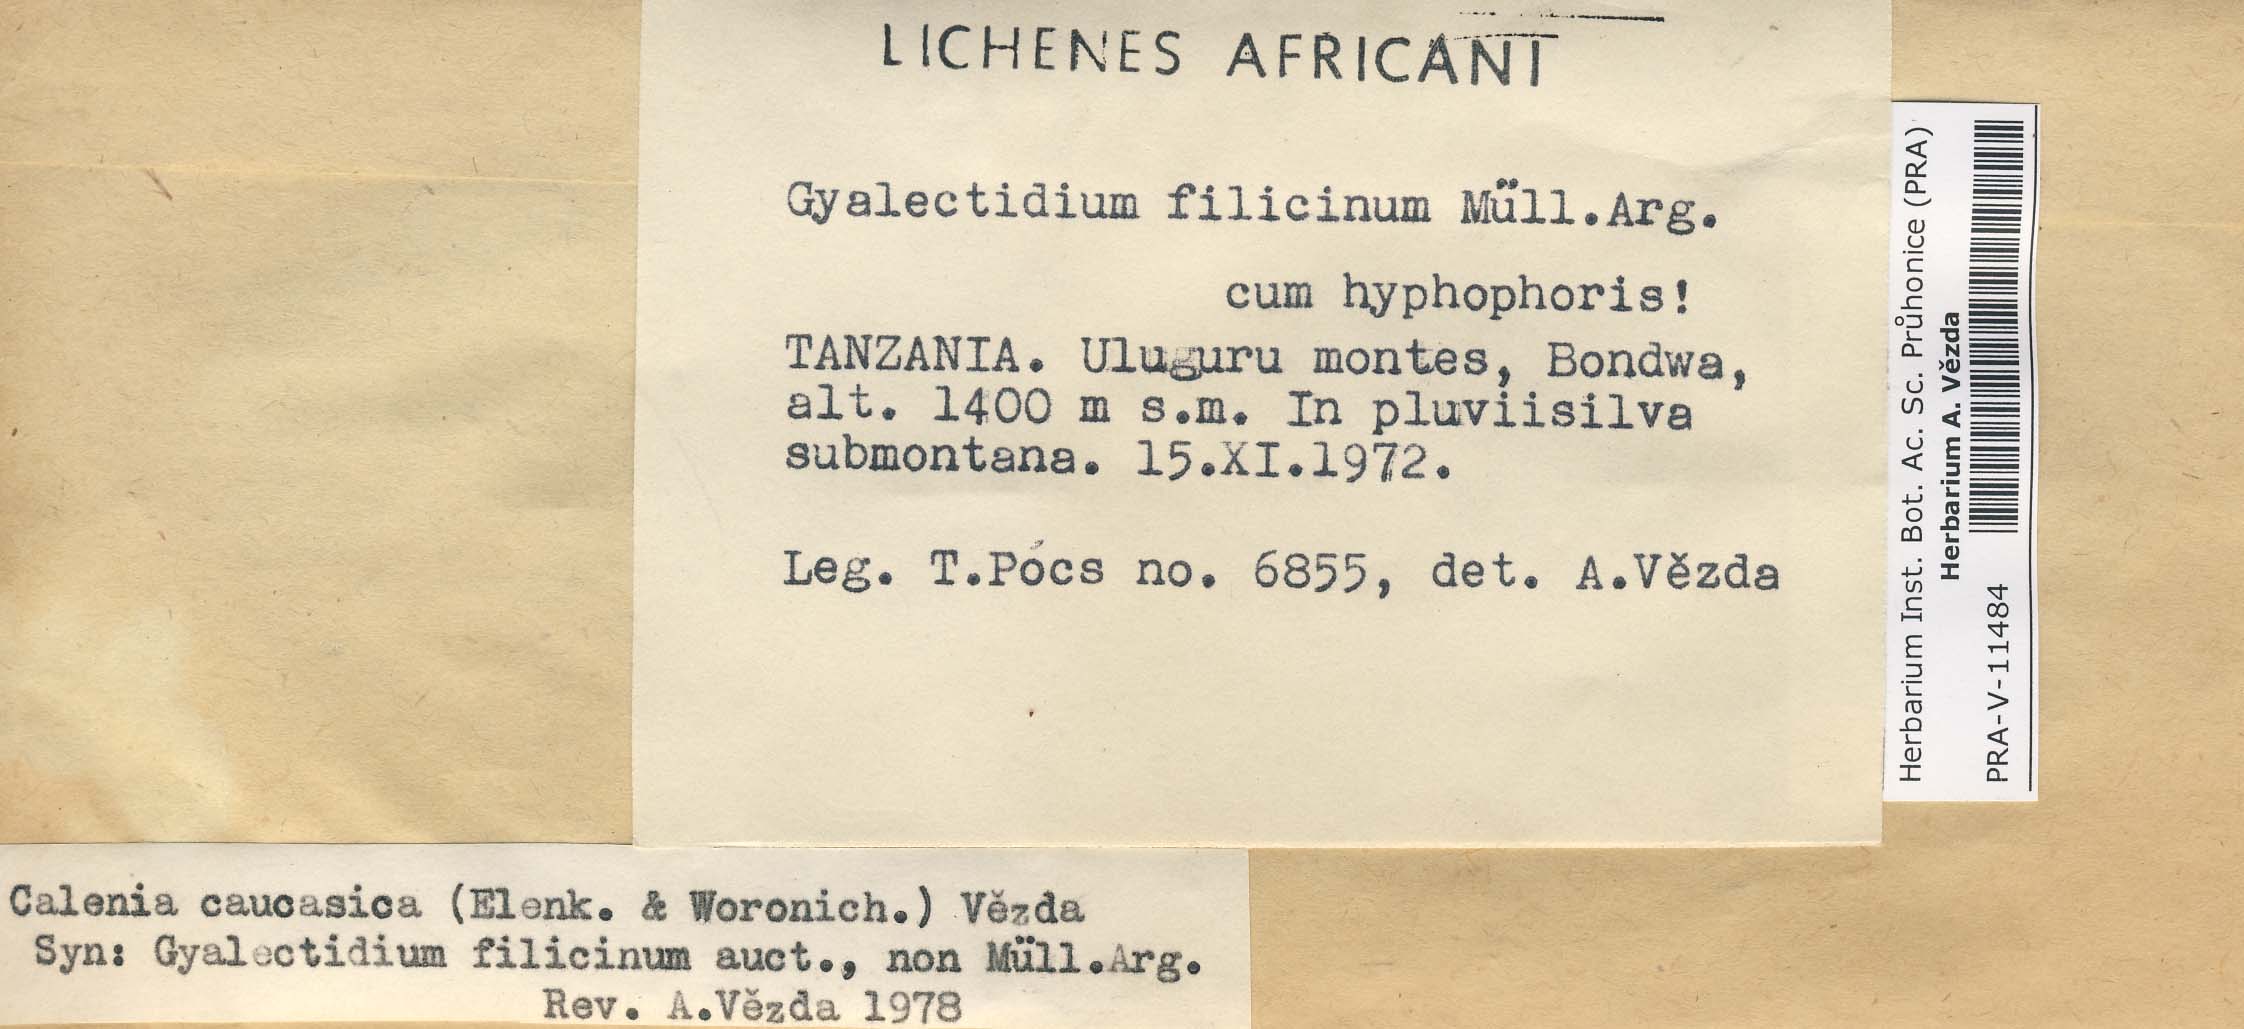 LICHENES AFRICANI
Gyalectidium filicinum Müll.Arg.
cum hyphophoris!
TANZANIA. Uluguru montes, Bondwa,
alt. 1400 m s.m. In pluviisilva
submontana. 15.XI.1972.
Leg. T.Pócs no. 6855, det. A.Vězda
Herbarium Inst. Bot. Ac. Sc. Průhonice (PRA)
Herbarium A. Vězda
PRA-V-11484
Calenia caucasica (Elenk. & Woronich.) Vězda
Syn: Gyalectidium filicinum auct., non Müll.Arg.
Rev. A.Vězda 1978